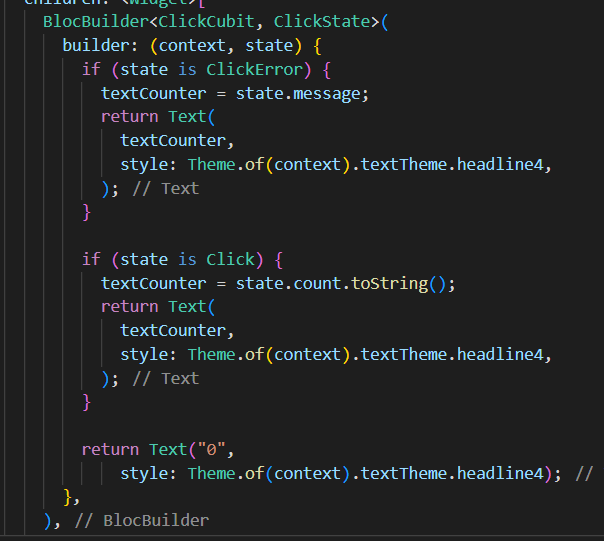 children: <Widget>[
BlocBuilder<ClickCubit, ClickState>(
builder: (context, state) {
if (state is ClickError) {
textCounter = state.message;
return Text(
textCounter,
style: Theme.of(context).textTheme.headline4,
); // Text
}
if (state is Click) {
textCounter = state.count.toString();
return Text(
textCounter,
style: Theme.of(context).textTheme.headline4,
); // Text
}
return Text("0",
style: Theme.of(context).textTheme.headline4); //
},
), // BlocBuilder